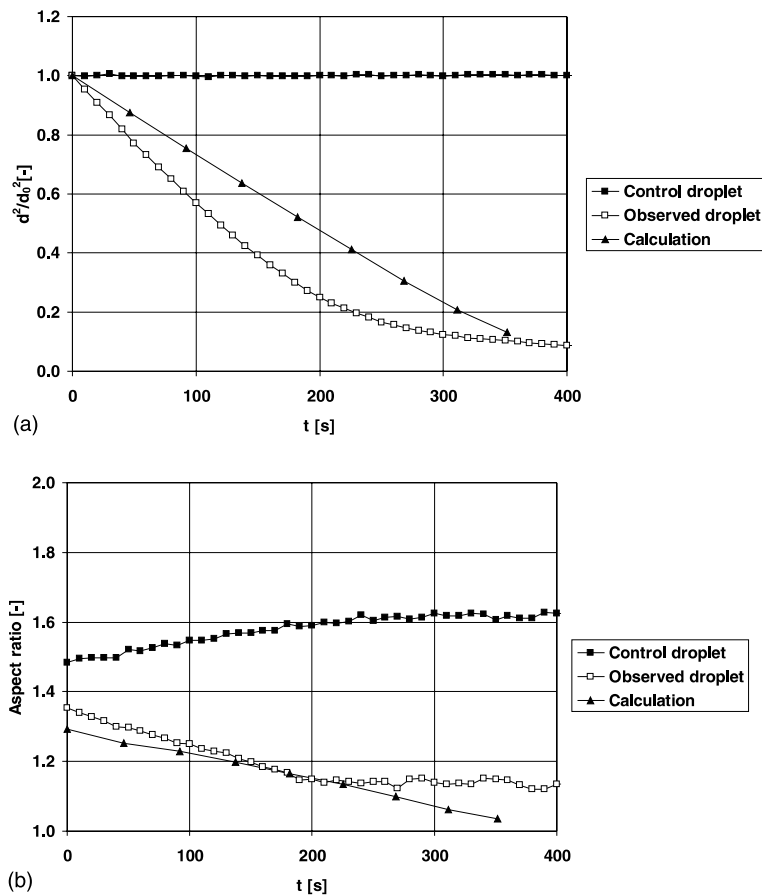 1.2
1.0
0.8
0.6
0.4
0.2
0.0
d²/d₀² [-]
0 100 200 300 400
t [s]
Control droplet
Observed droplet
Calculation
(a)
2.0
1.8
1.6
1.4
1.2
1.0
Aspect ratio [-]
0 100 200 300 400
t [s]
Control droplet
Observed droplet
Calculation
(b)